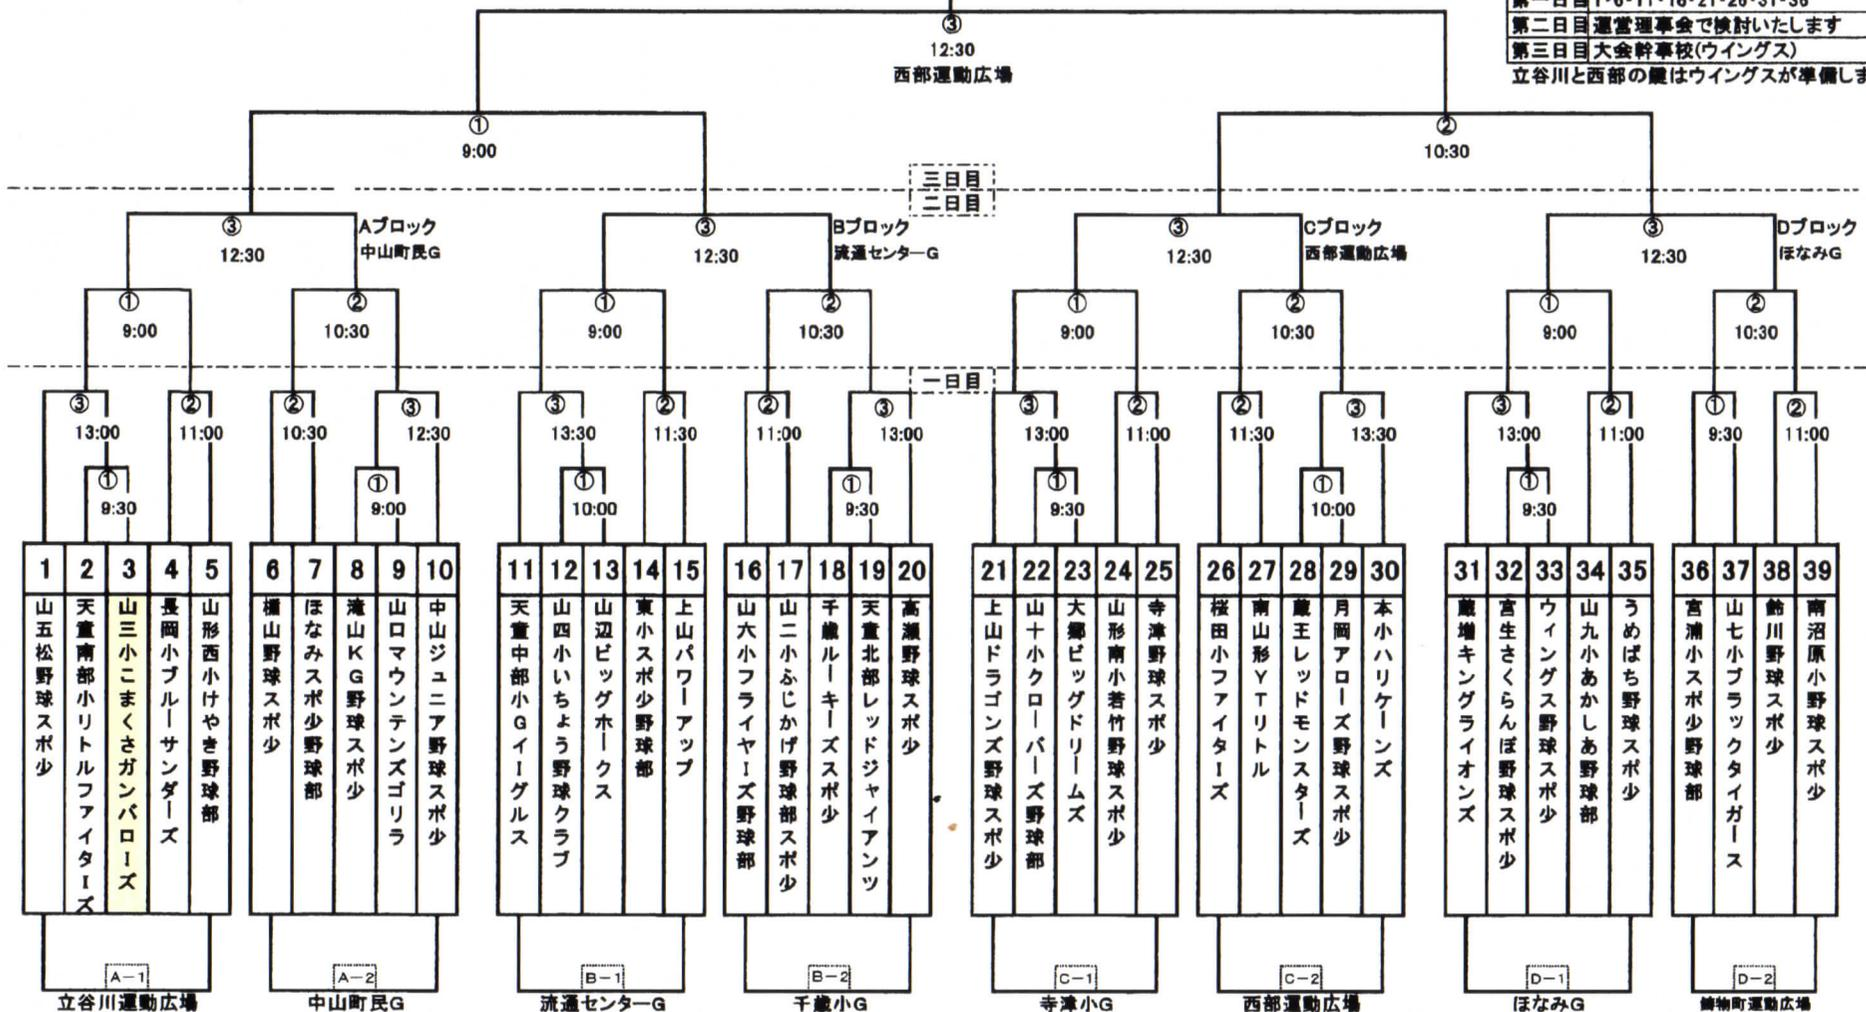 第一日目 1・6・11・16・21・26・31・36
第二日目 運営理事会で検討いたします
第三日目 大会幹事校(ウイングス)
立谷川と西部の鍵はウイングスが準備しま
③
12:30
西部運動広場
① ②
9:00 10:30
三日目
二日目
③ Aブロック ③ Bブロック ③ Cブロック ③ Dブロック
12:30 中山町民G 12:30 流通センターG 12:30 西部運動広場 12:30 ほなみG
① ② ① ② ① ② ① ②
9:00 10:30 9:00 10:30 9:00 10:30 9:00 10:30
一日目
③ ② ② ③ ③ ② ② ③ ③ ② ② ③ ③ ② ① ②
13:00 11:00 10:30 12:30 13:30 11:30 11:00 13:00 13:00 11:00 11:30 13:30 13:00 11:00 9:30 11:00
① ① ① ① ① ① ①
9:30 9:00 10:00 9:30 9:30 10:00 9:30
1 山五松野球スポ少
2 天童南部小リトルファイターズ
3 山三小こまくさガンバローズ
4 長岡小ブルーサンダーズ
5 山形西小けやき野球部
6 楯山野球スポ少
7 ほなみスポ少野球部
8 滝山KG野球スポ少
9 山口マウンテンズゴリラ
10 中山ジュニア野球スポ少
11 天童中部小Gイーグルス
12 山四小いちょう野球クラブ
13 山辺ビッグホークス
14 東小スポ少野球部
15 上山パワーアップ
16 山六小フライヤーズ野球部
17 山二小ふじかげ野球部スポ少
18 千歳ルーキーズスポ少
19 天童北部レッドジャイアンツ
20 高瀬野球スポ少
21 上山ドラゴンズ野球スポ少
22 山十小クローバーズ野球部
23 大郷ビッグドリームズ
24 山形南小若竹野球スポ少
25 寺津野球スポ少
26 桜田小ファイターズ
27 南山形YTリトル
28 蔵王レッドモンスターズ
29 月岡アローズ野球スポ少
30 本小ハリケーンズ
31 蔵増キングライオンズ
32 宮生さくらんぼ野球スポ少
33 ウィングス野球スポ少
34 山九小あかしあ野球部
35 うめばち野球スポ少
36 宮浦小スポ少野球部
37 山七小ブラックタイガース
38 鈴川野球スポ少
39 南沼原小野球スポ少
A-1 A-2 B-1 B-2 C-1 C-2 D-1 D-2
立谷川運動広場 中山町民G 流通センターG 千歳小G 寺津小G 西部運動広場 ほなみG 鋳物町運動広場